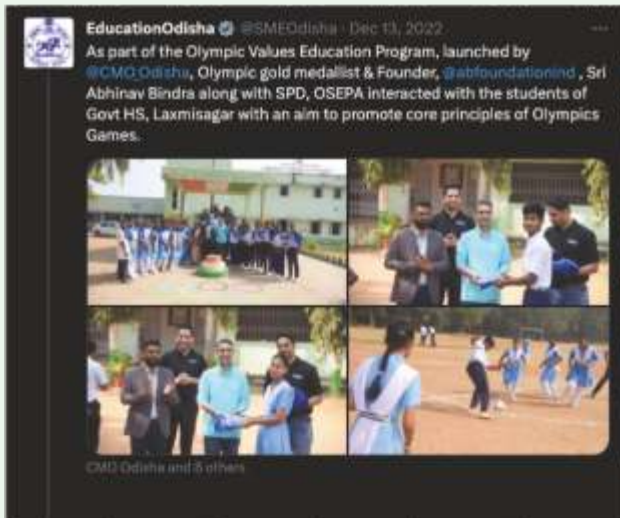 EducationOdisha @SMEOdisha · Dec 13, 2022
As part of the Olympic Values Education Program, launched by
@CMO_Odisha, Olympic gold medallist & Founder, @abfoundationind , Sri
Abhinav Bindra along with SPD, OSEPA interacted with the students of
Govt HS, Laxmisagar with an aim to promote core principles of Olympics
Games.
CMO Odisha and 8 others